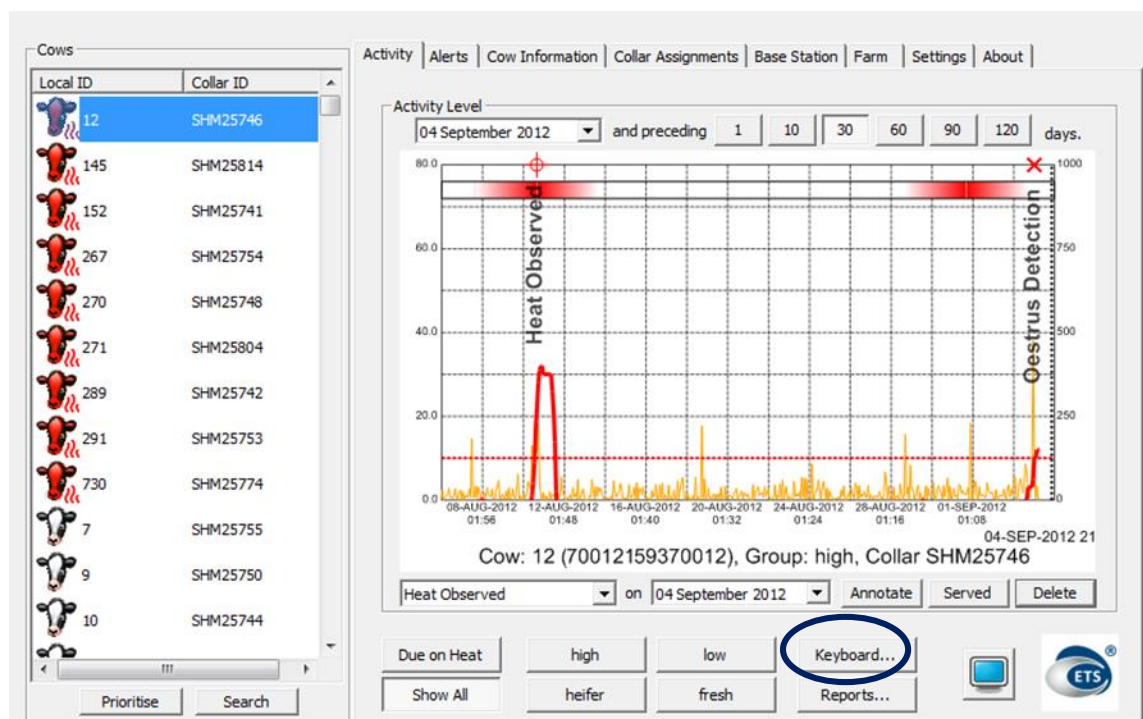 Cows
Local ID Collar ID
12 SHM25746
145 SHM25814
152 SHM25741
267 SHM25754
270 SHM25748
271 SHM25804
289 SHM25742
291 SHM25753
730 SHM25774
7 SHM25755
9 SHM25750
10 SHM25744
Prioritise Search
Activity Alerts Cow Information Collar Assignments Base Station Farm Settings About
Activity Level
04 September 2012 and preceding 1 10 30 60 90 120 days.
80.0 1000
60.0 750
40.0 500
20.0 250
0.0 0
Heat Observed
Oestrus Detection
08-AUG-2012 12-AUG-2012 16-AUG-2012 20-AUG-2012 24-AUG-2012 28-AUG-2012 01-SEP-2012
01:56 01:48 01:40 01:32 01:24 01:16 01:08
04-SEP-2012 21
Cow: 12 (70012159370012), Group: high, Collar SHM25746
Heat Observed on 04 September 2012 Annotate Served Delete
Due on Heat high low Keyboard...
Show All heifer fresh Reports...
ETS
®